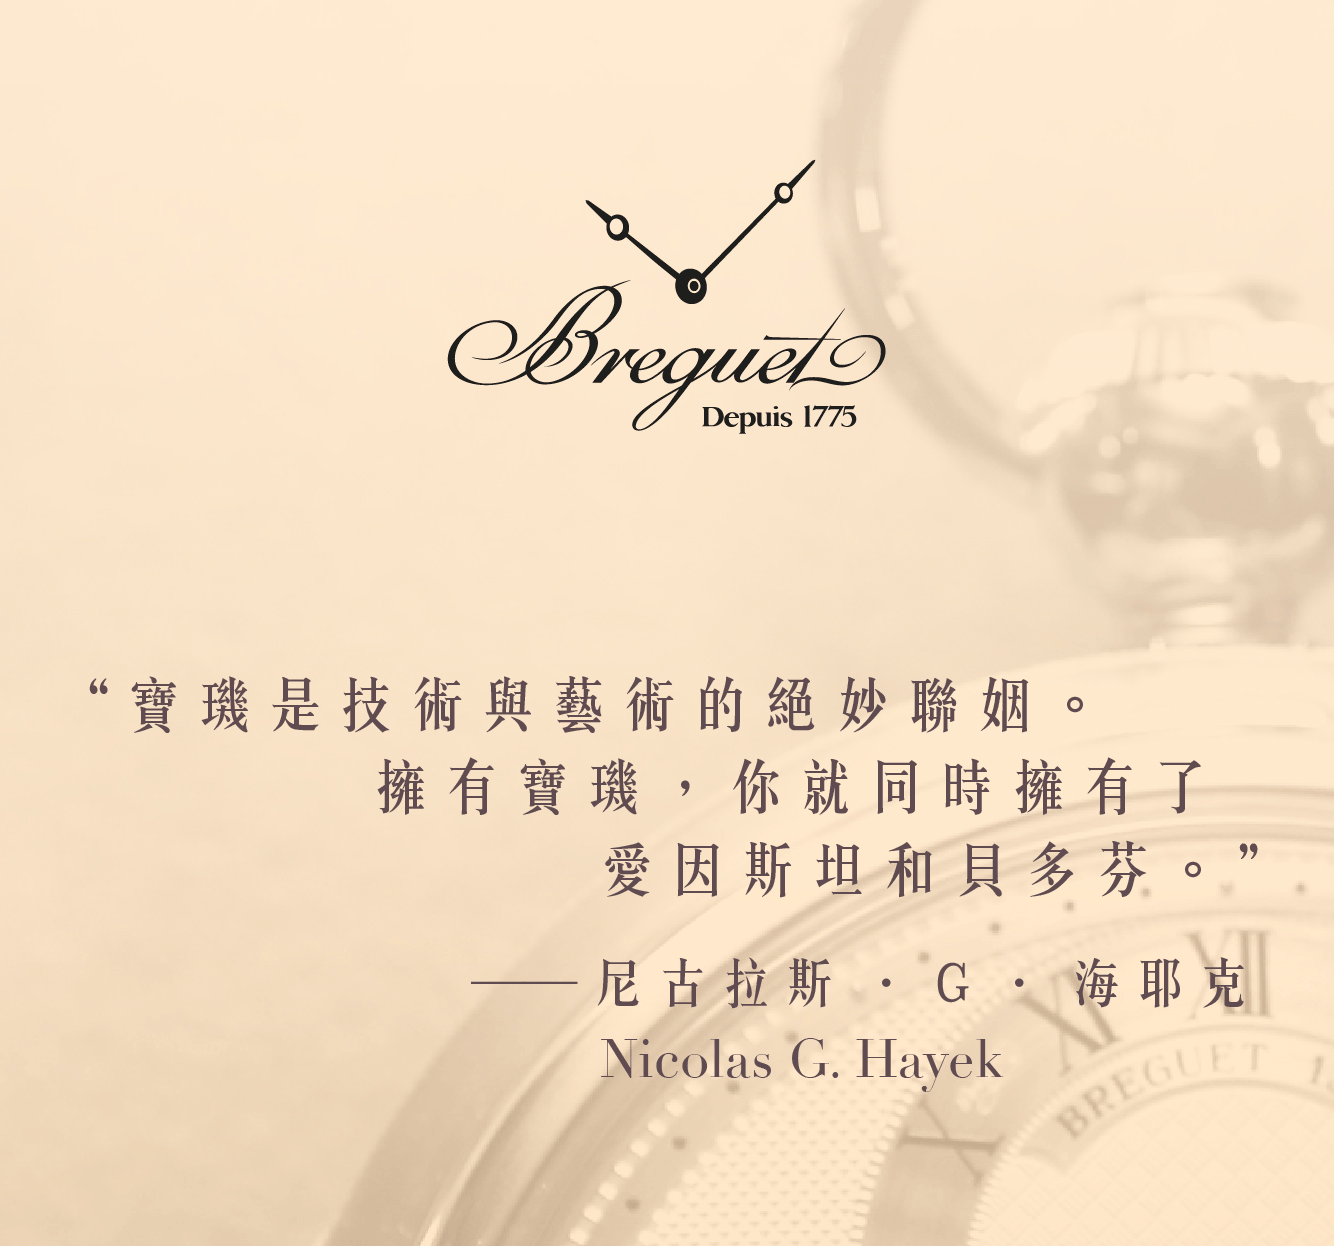 Breguet
Depuis 1775
“寶璣是技術與藝術的絕妙聯姻。
擁有寶璣，你就同時擁有了
愛因斯坦和貝多芬。”
——尼古拉斯·G·海耶克
Nicolas G. Hayek
XII
XI
X
BREGUET